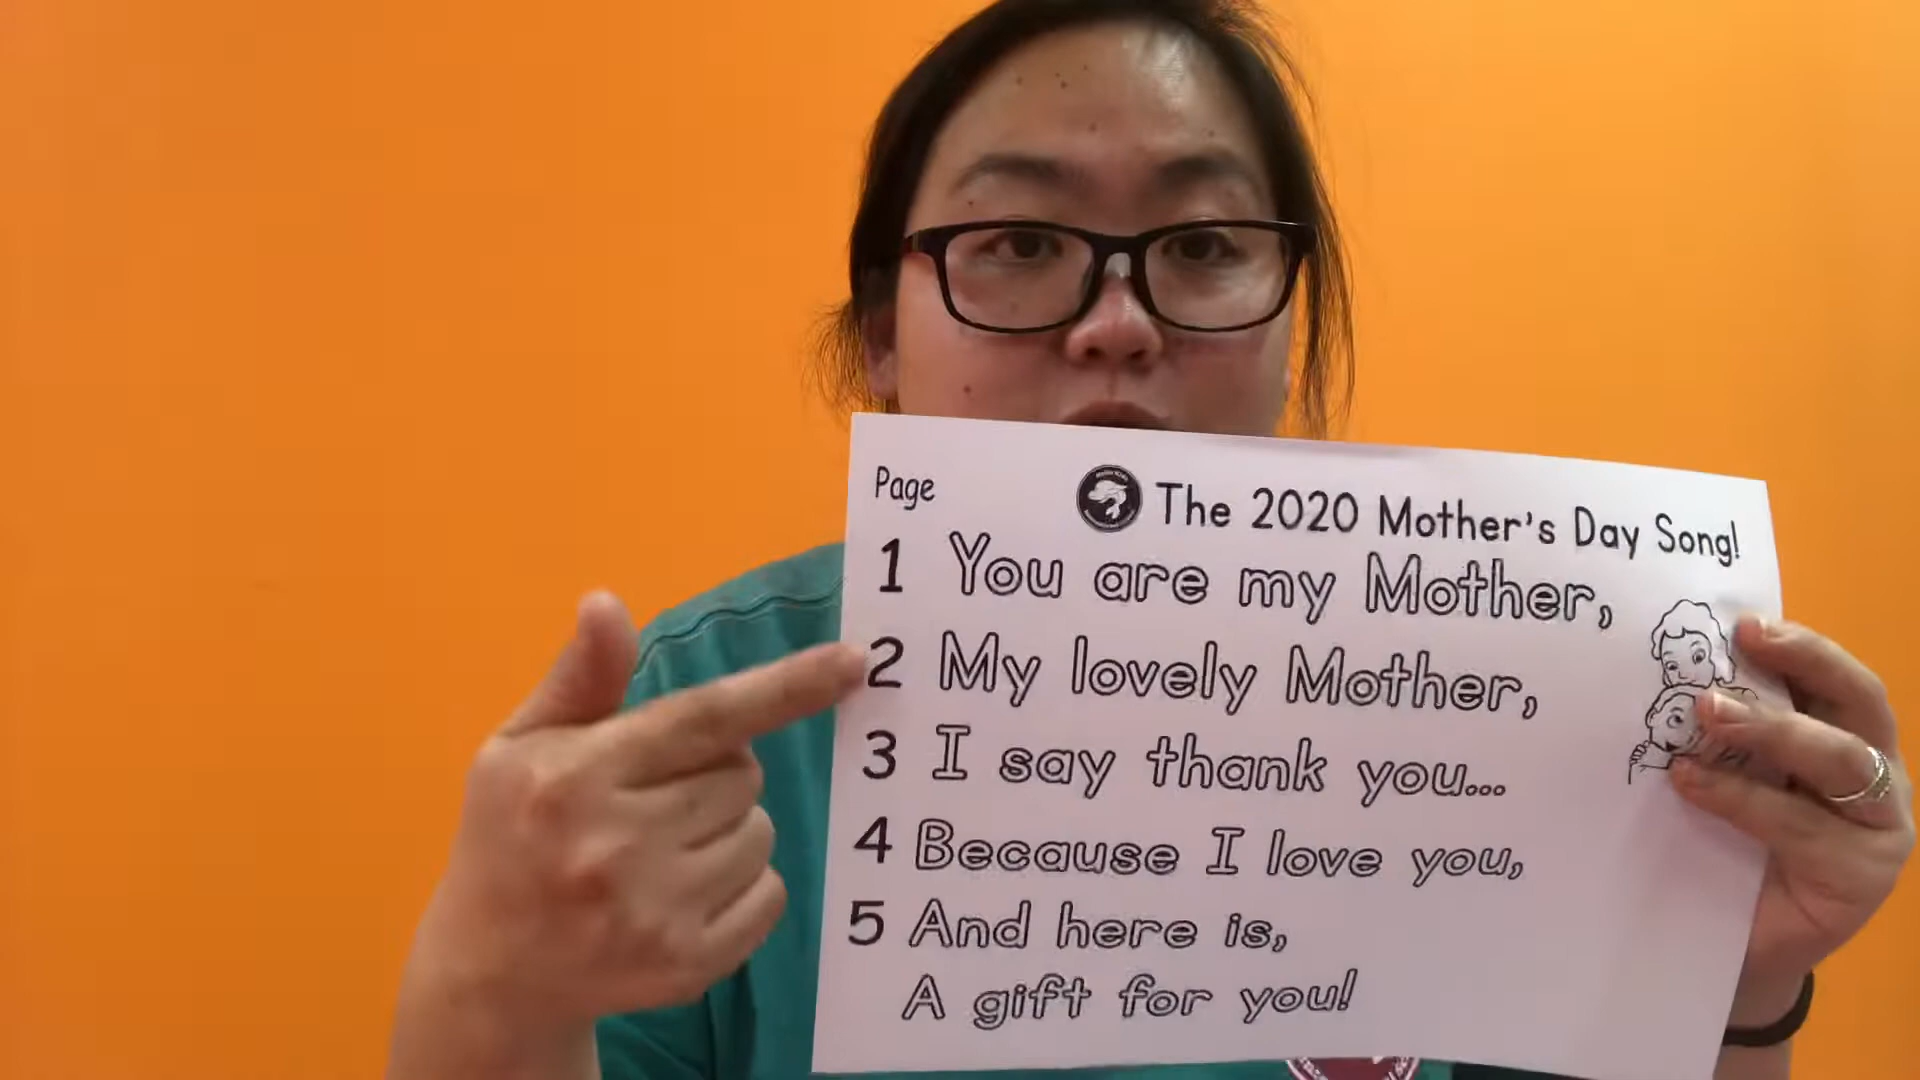 Page
The 2020 Mother's Day Song!
1 You are my Mother,
2 My lovely Mother,
3 I say thank you...
4 Because I love you,
5 And here is,
A gift for you!